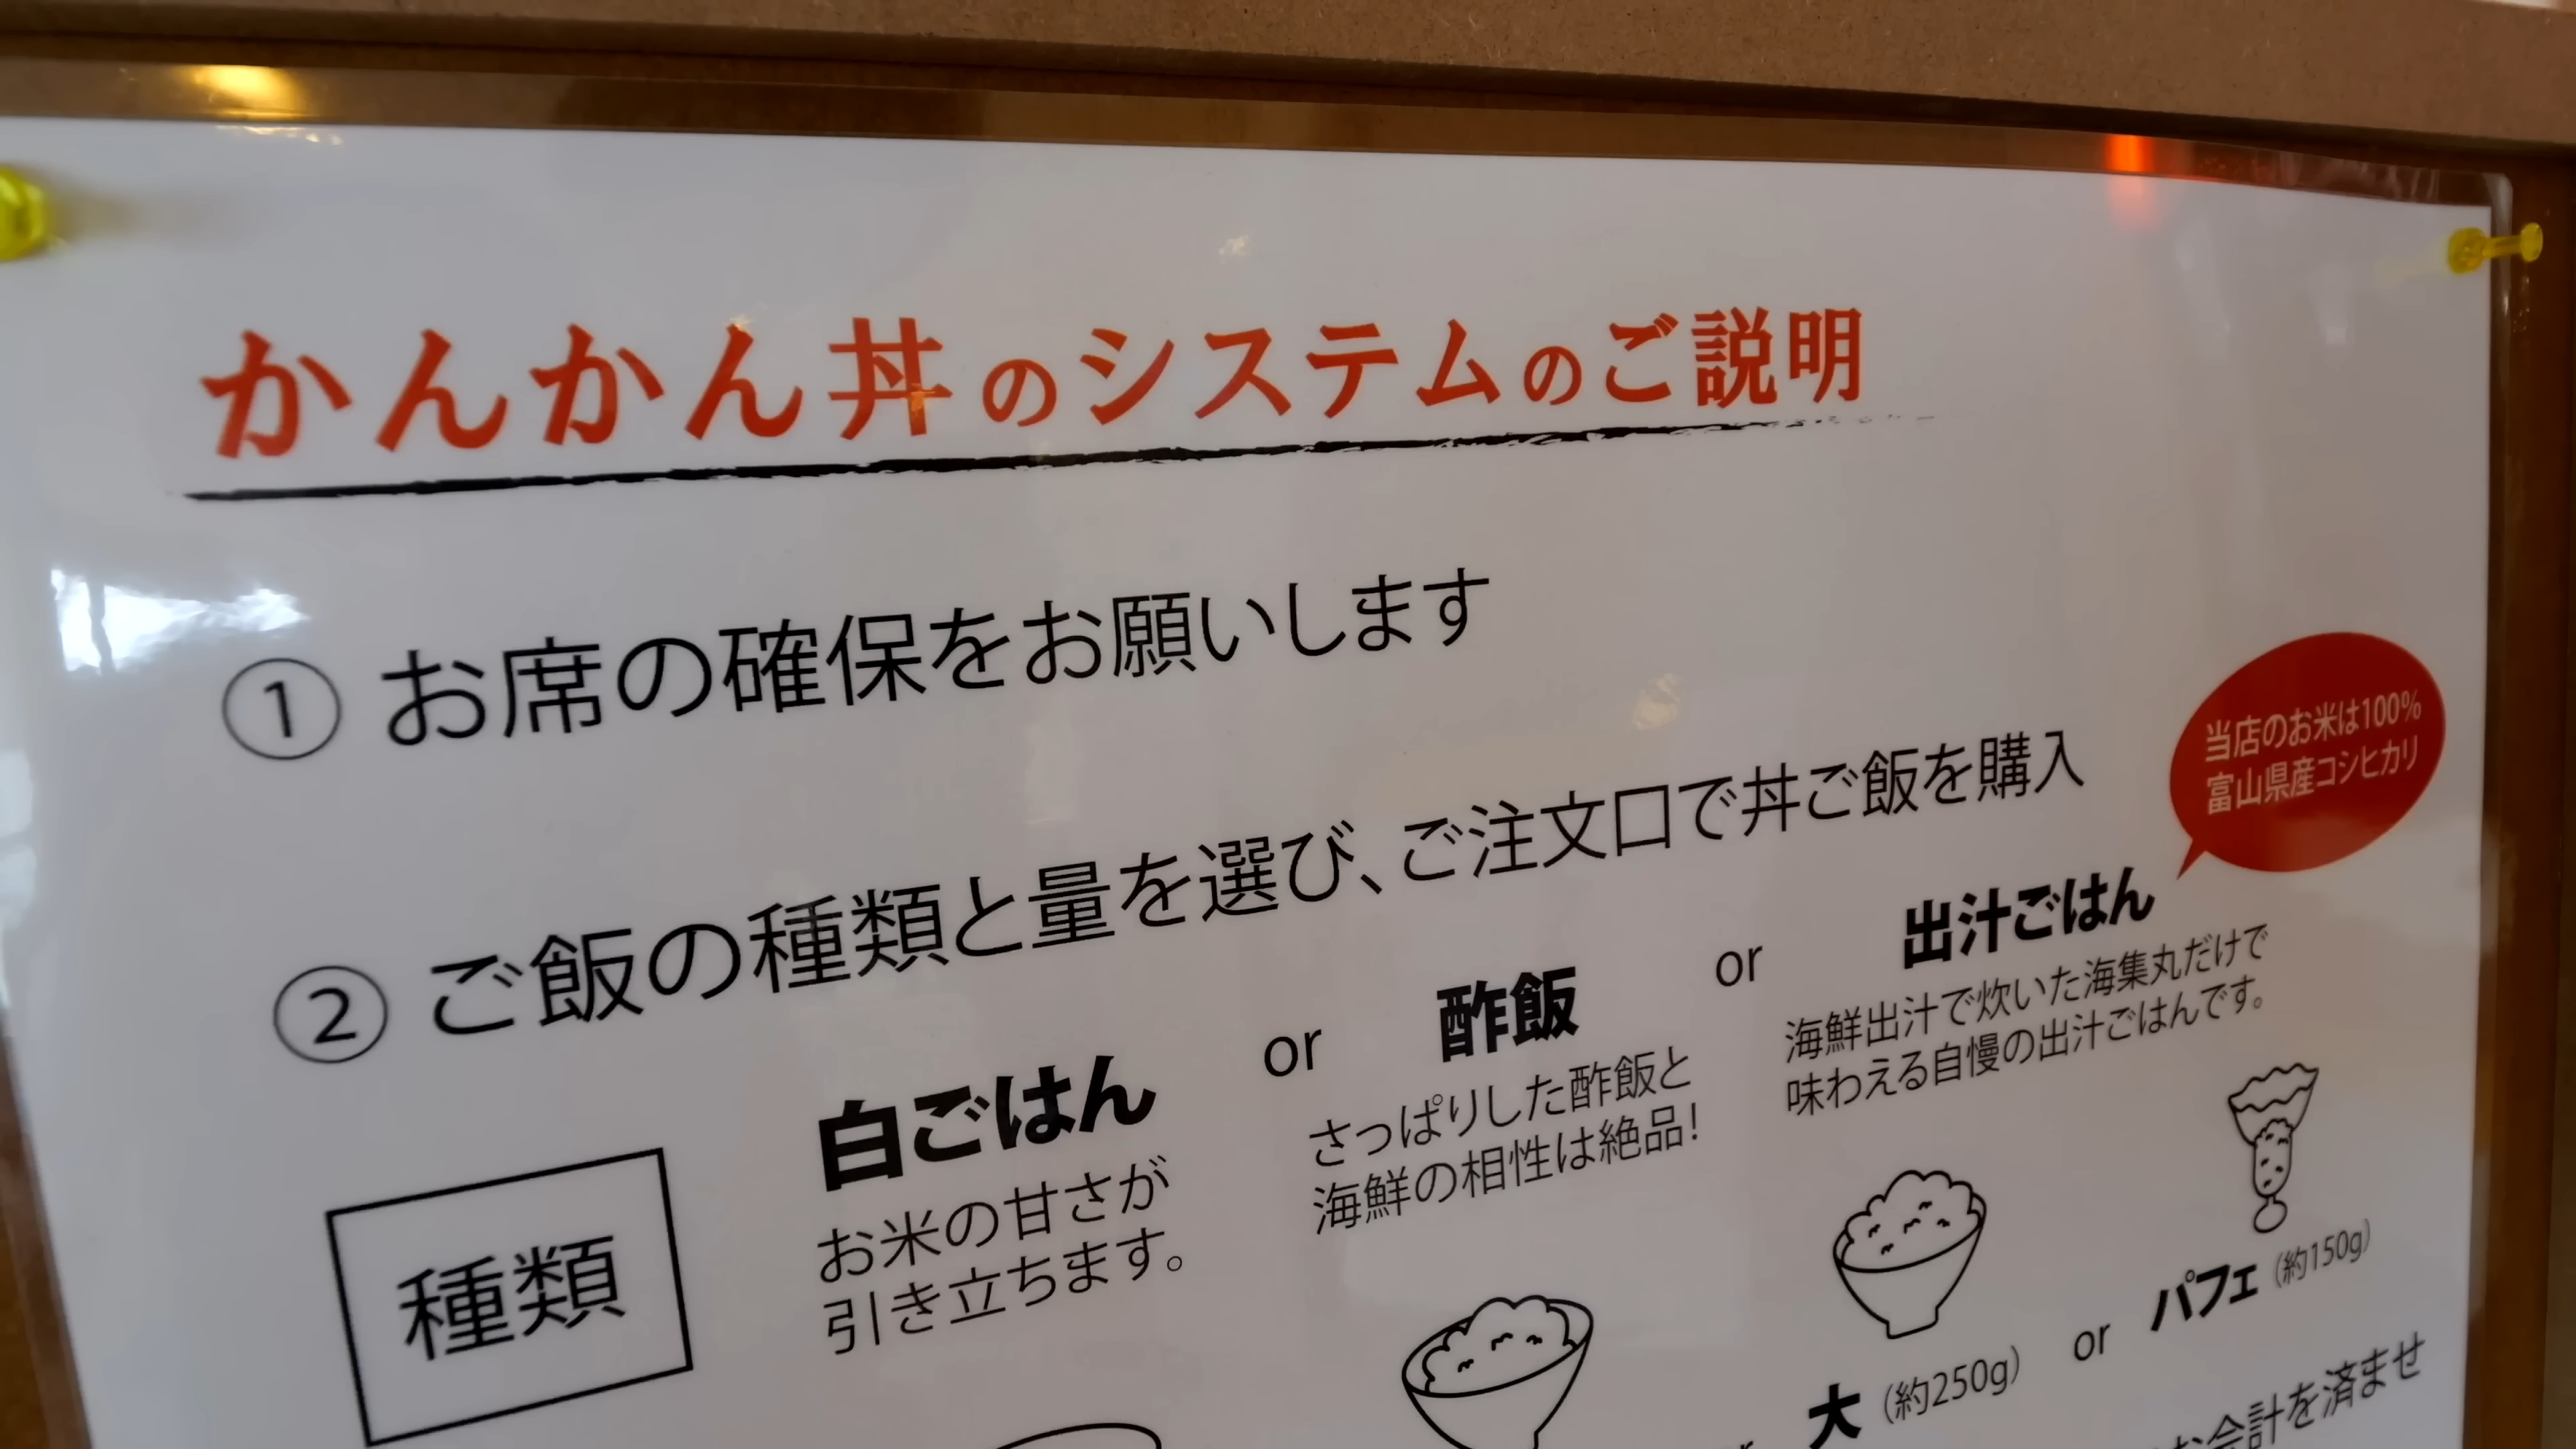 かんかん丼のシステムのご説明
① お席の確保をお願いします
② ご飯の種類と量を選び、ご注文口で丼ご飯を購入
当店のお米は100%
富山県産コシヒカリ
種類
白ごはん
お米の甘さが
引き立ちます。
or
酢飯
さっぱりした酢飯と
海鮮の相性は絶品！
or
出汁ごはん
海鮮出汁で炊いた海集丸だけで
味わえる自慢の出汁ごはんです。
大（約250g）
or
パフェ（約150g）
会計を済ませ